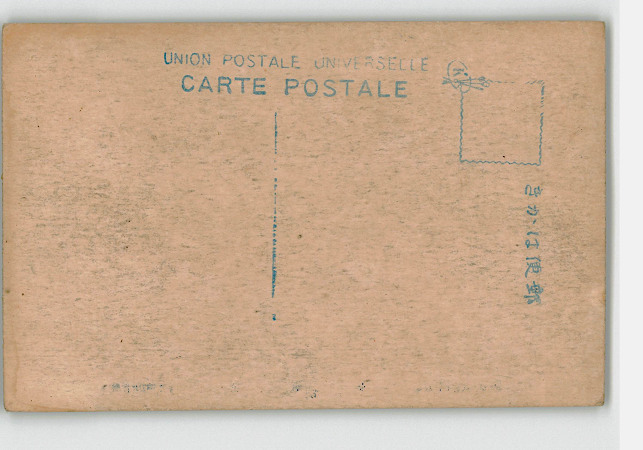 UNION POSTALE UNIVERSELLE
CARTE POSTALE
きかは便郵